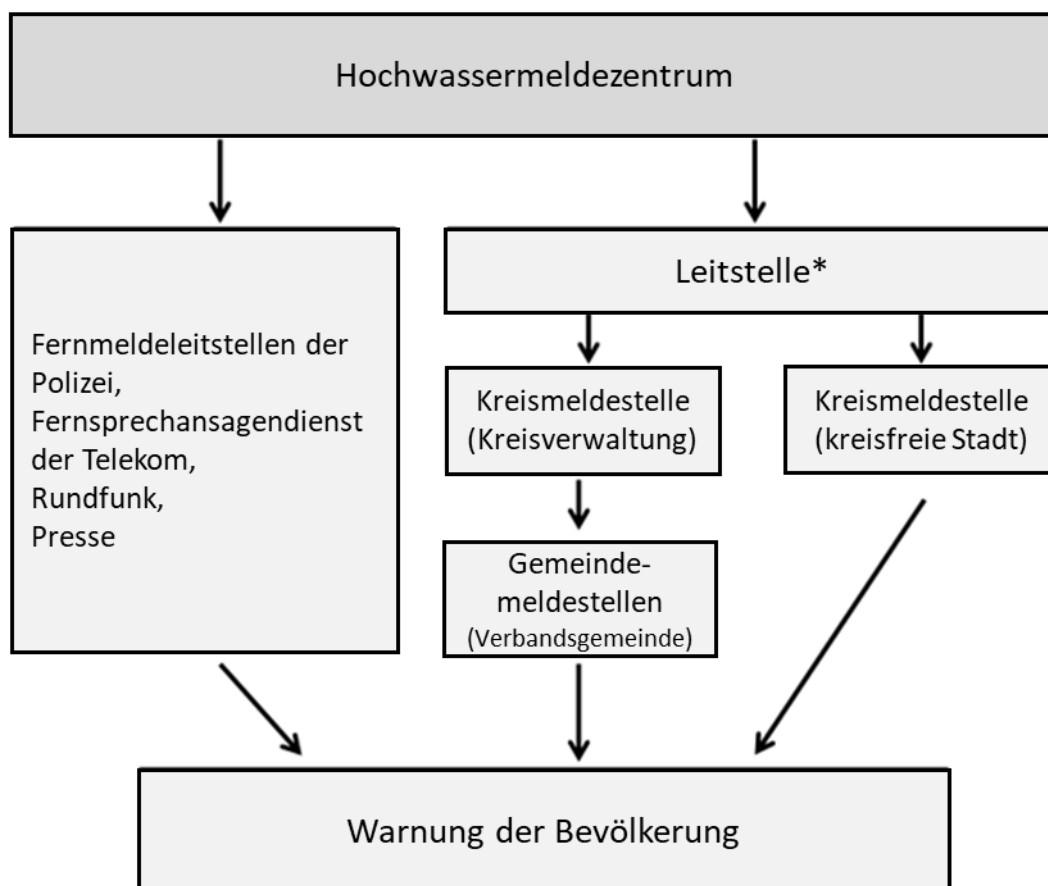 Hochwassermeldezentrum
Fernmeldeleitstellen der
Polizei,
Fernsprechansagendienst
der Telekom,
Rundfunk,
Presse
Leitstelle*
Kreismeldestelle
(Kreisverwaltung)
Kreismeldestelle
(kreisfreie Stadt)
Gemeinde-
meldestellen
(Verbandsgemeinde)
Warnung der Bevölkerung